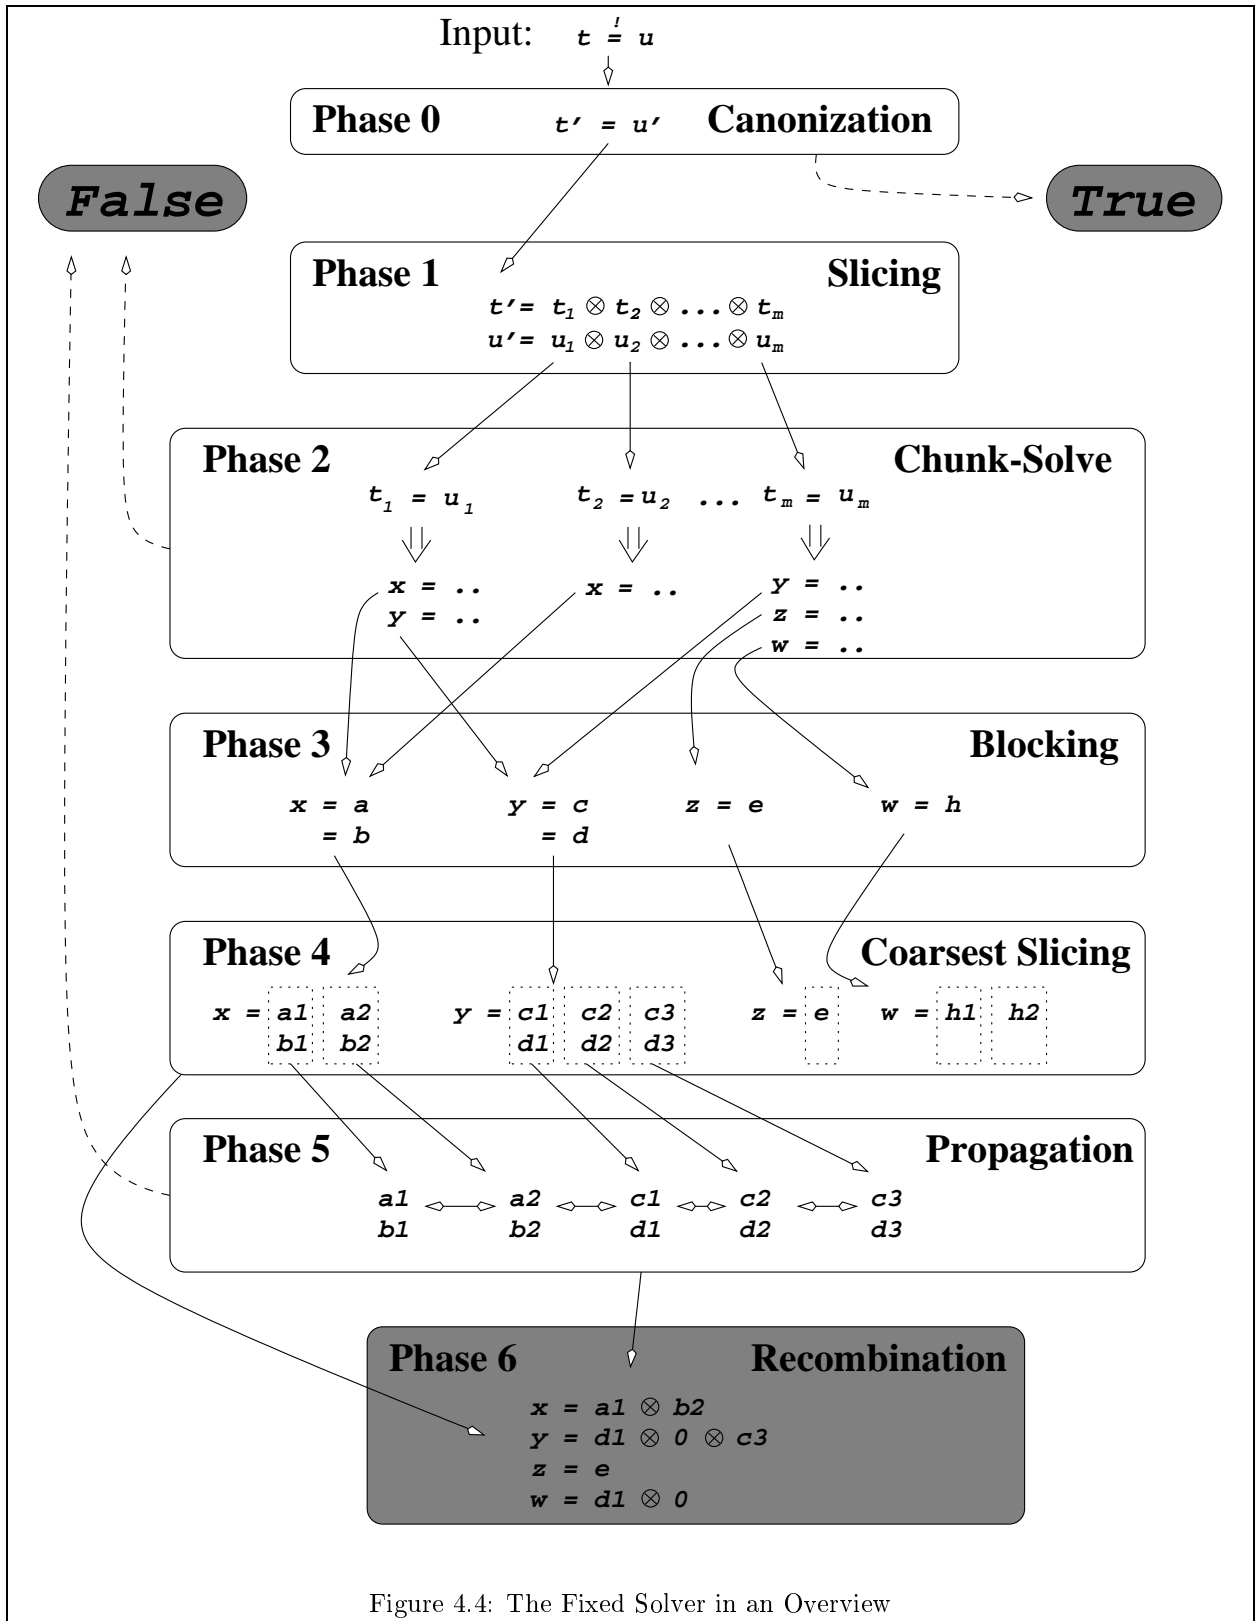 Input: t =! u
Phase 0 t' = u' Canonization
False
True
Phase 1 Slicing
t'= t1 ⊗ t2 ⊗ ... ⊗ tm
u'= u1 ⊗ u2 ⊗ ... ⊗ um
Phase 2 Chunk-Solve
t1 = u1 t2 =u2 ... tm = um
x = .. x = .. y = ..
y = .. z = ..
w = ..
Phase 3 Blocking
x = a y = c z = e w = h
= b = d
Phase 4 Coarsest Slicing
x = a1 a2 y = c1 c2 c3 z = e w = h1 h2
b1 b2 d1 d2 d3
Phase 5 Propagation
a1 a2 c1 c2 c3
b1 b2 d1 d2 d3
Phase 6 Recombination
x = a1 ⊗ b2
y = d1 ⊗ 0 ⊗ c3
z = e
w = d1 ⊗ 0
Figure 4.4: The Fixed Solver in an Overview